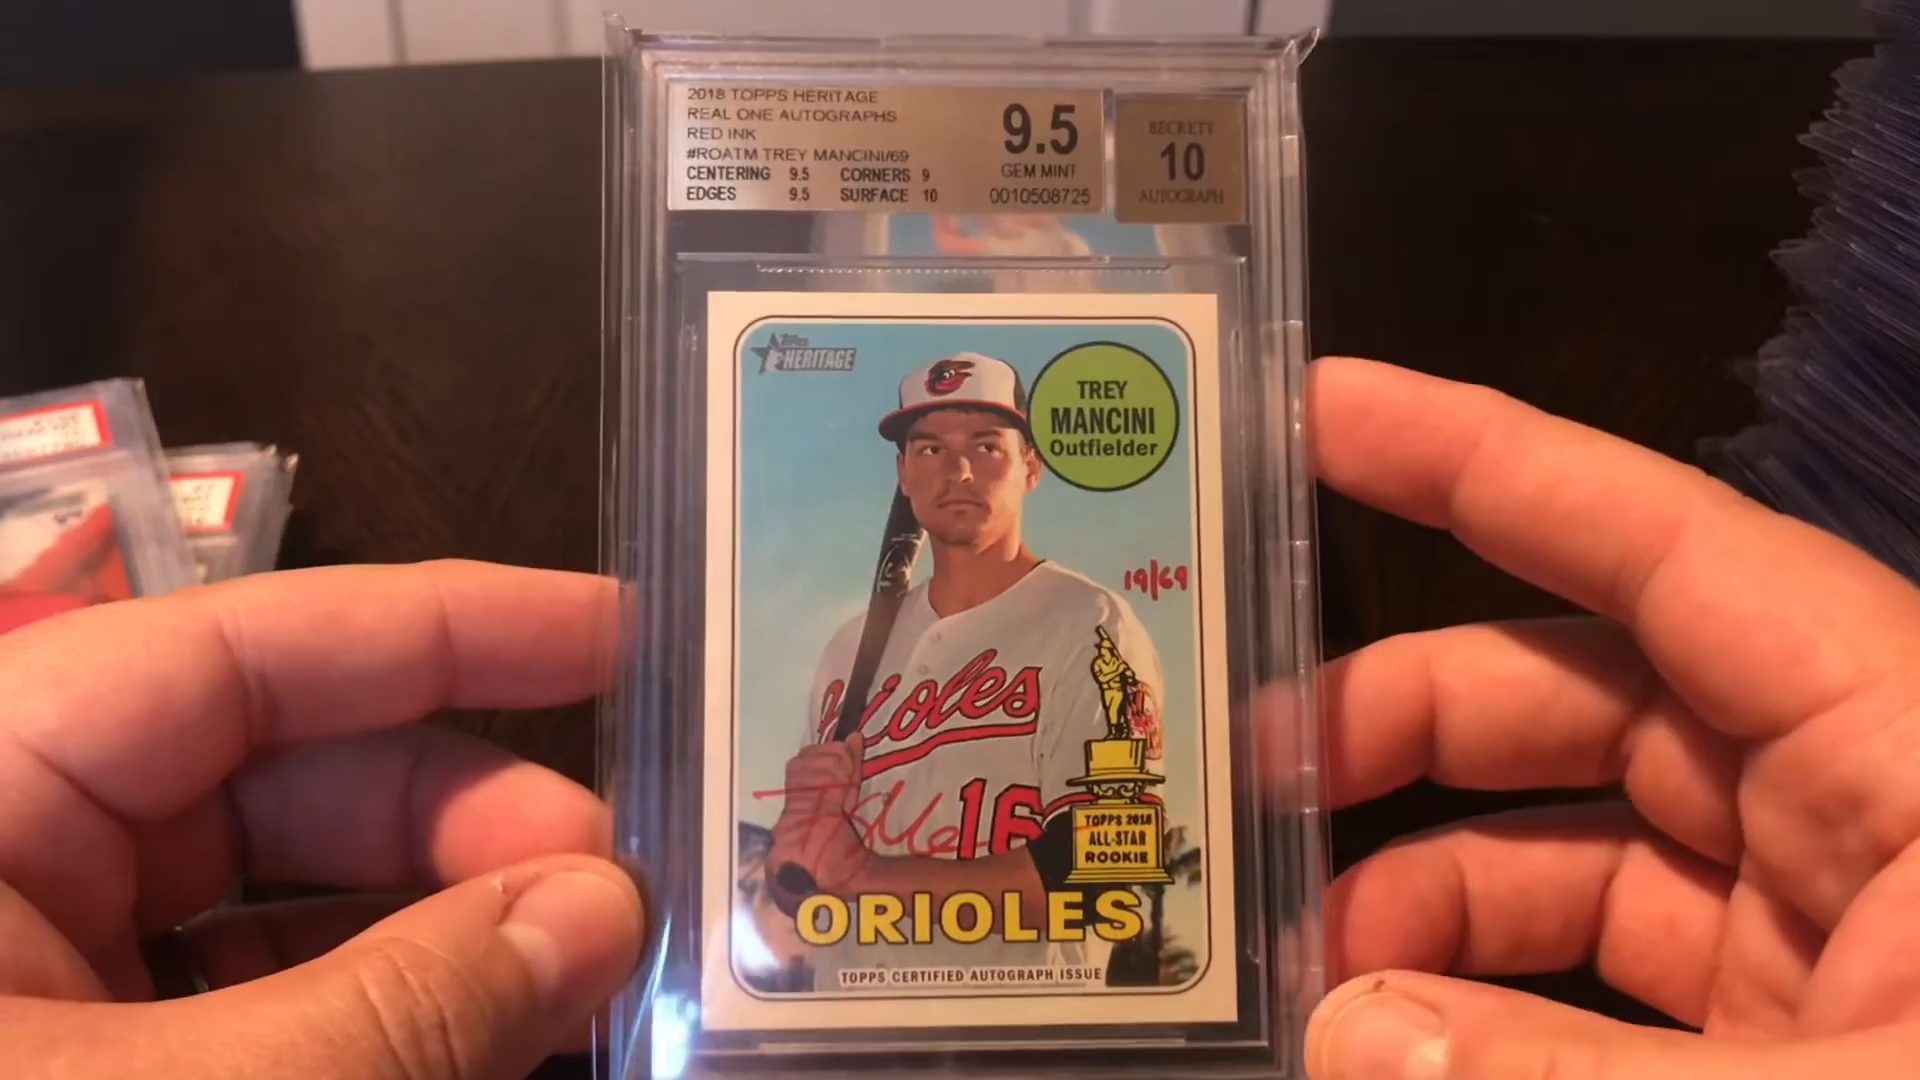 2018 TOPPS HERITAGE
REAL ONE AUTOGRAPHS
RED INK
#ROATM TREY MANCINI/69
CENTERING 9.5 CORNERS 9
EDGES 9.5 SURFACE 10
9.5
GEM MINT
0010508725
BECKETT
10
AUTOGRAPH
Topps
HERITAGE
TREY
MANCINI
Outfielder
19/69
Orioles
16
TOPPS 2018
ALL-STAR
ROOKIE
ORIOLES
TOPPS CERTIFIED AUTOGRAPH ISSUE